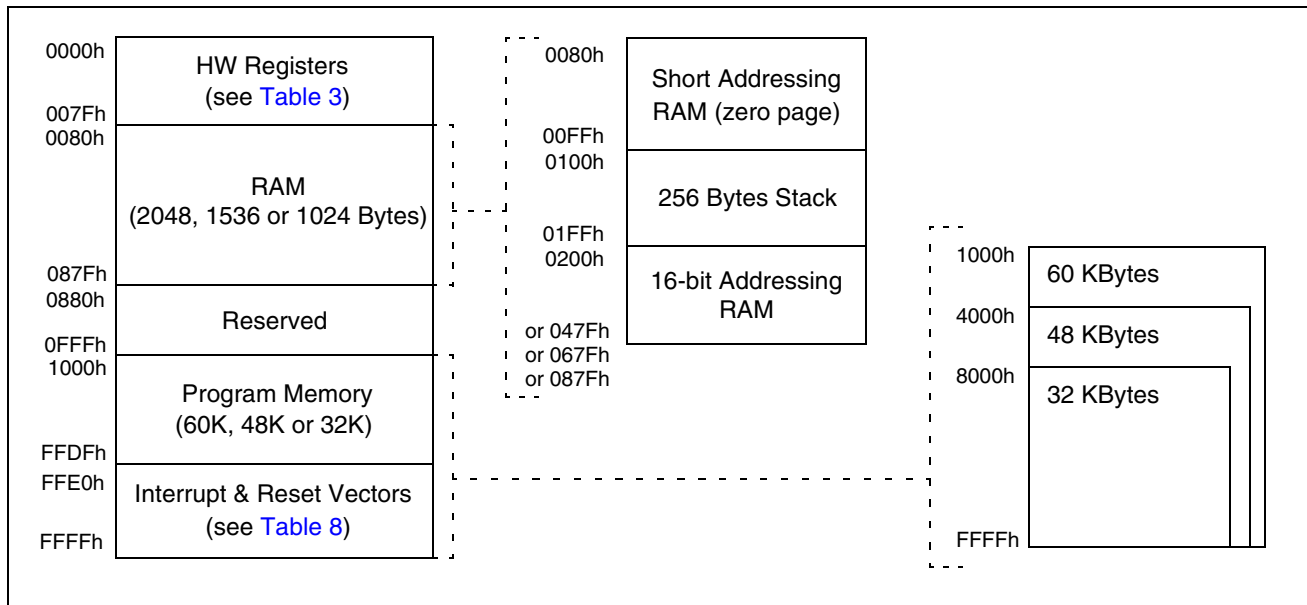 0000h
HW Registers
(see Table 3)
007Fh
0080h
RAM
(2048, 1536 or 1024 Bytes)
087Fh
0880h
Reserved
0FFFh
1000h
Program Memory
(60K, 48K or 32K)
FFDFh
FFE0h
Interrupt & Reset Vectors
(see Table 8)
FFFFh
0080h
Short Addressing
RAM (zero page)
00FFh
0100h
256 Bytes Stack
01FFh
0200h
16-bit Addressing
RAM
or 047Fh
or 067Fh
or 087Fh
1000h
60 KBytes
4000h
48 KBytes
8000h
32 KBytes
FFFFh